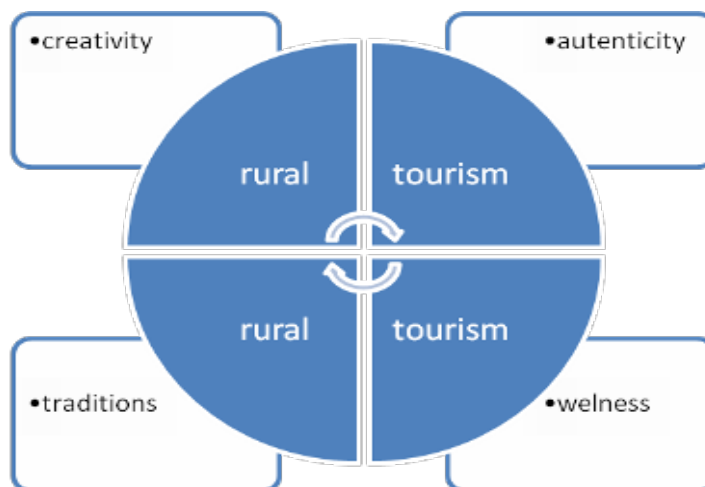 •creativity
•autenticity
rural
tourism
rural
tourism
•traditions
•welness